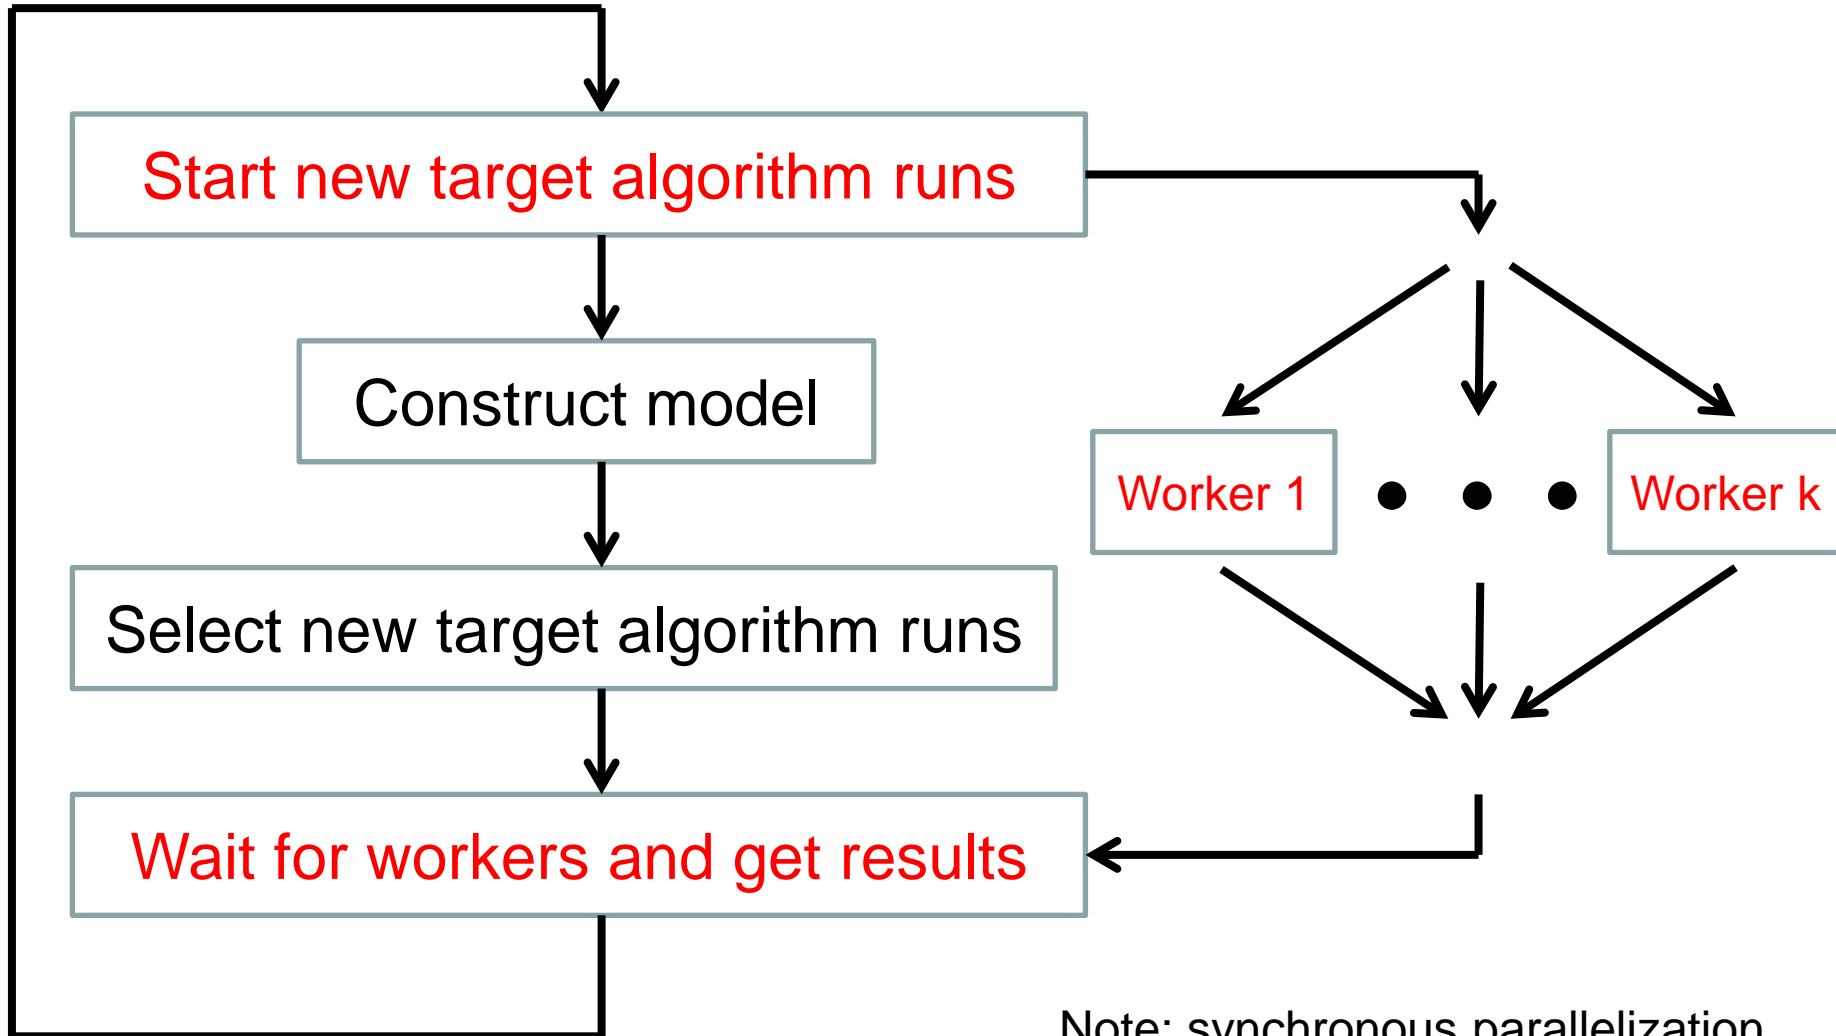 Start new target algorithm runs
Construct model
Worker 1
Worker k
Select new target algorithm runs
Wait for workers and get results
Note: synchronous parallelization